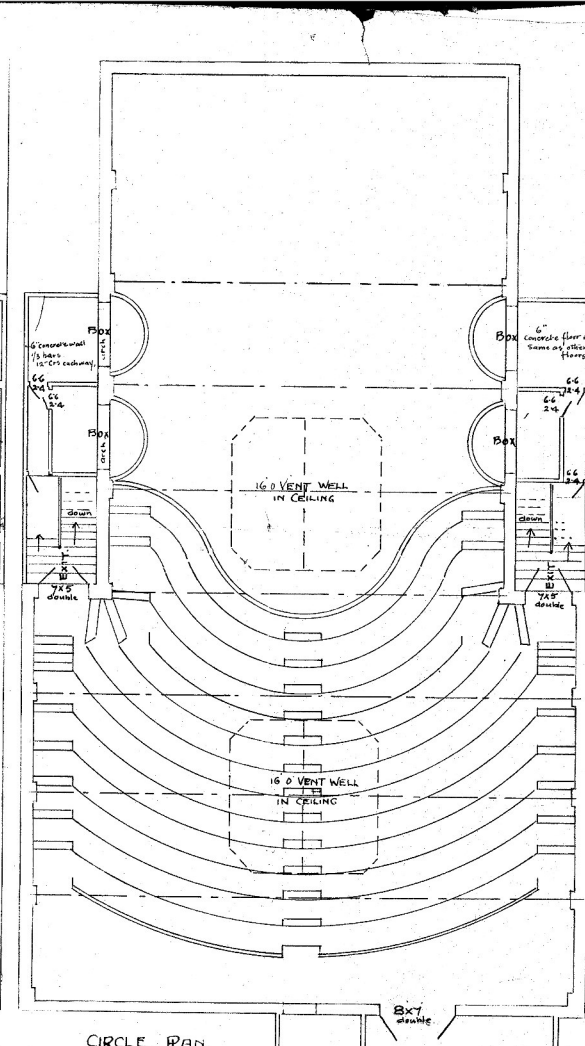 Box
arch
6" concrete wall
1/3 bars
12" Crs eachway.
6.6
2.4
6.6
2.4
Box
arch
down
EXIT
7x5
double
Box
6"
Concrete floor
same as other
floors
6.6
2.4
6.6
2.4
Box
6.6
2.4
down
EXIT
7x5
double
16 0 VENT WELL
IN CEILING
16 0 VENT WELL
IN CEILING
8x7
double
CIRCLE PLAN